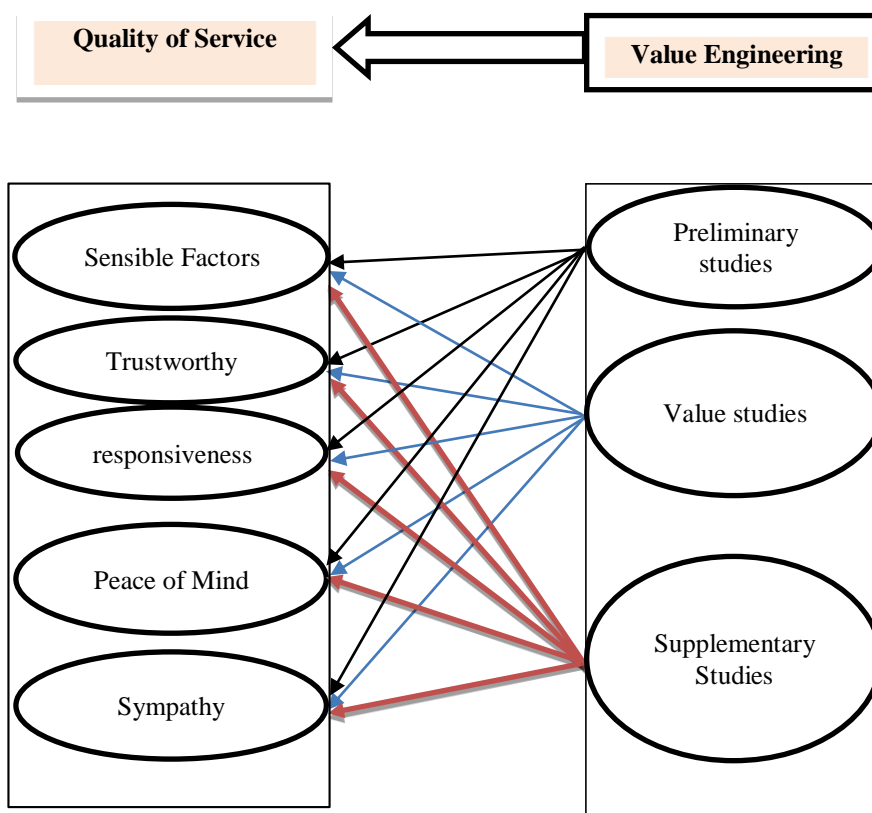 Quality of Service
Value Engineering
Sensible Factors
Trustworthy
responsiveness
Peace of Mind
Sympathy
Preliminary
studies
Value studies
Supplementary
Studies